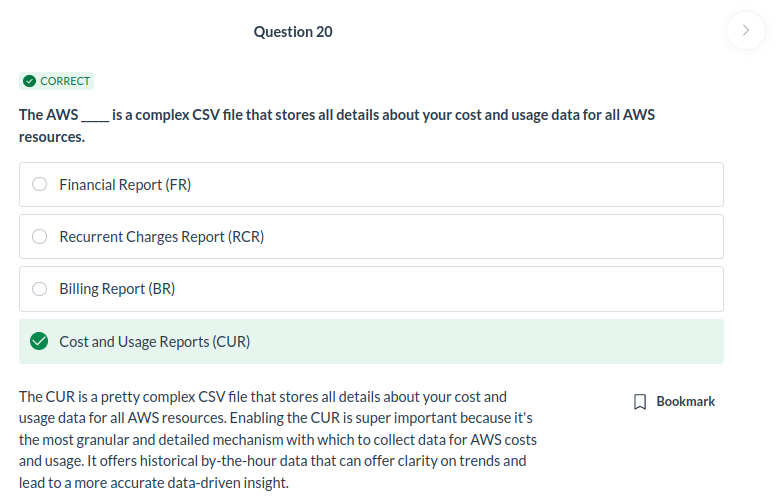 Question 20
CORRECT
The AWS _____ is a complex CSV file that stores all details about your cost and usage data for all AWS
resources.
Financial Report (FR)
Recurrent Charges Report (RCR)
Billing Report (BR)
Cost and Usage Reports (CUR)
The CUR is a pretty complex CSV file that stores all details about your cost and
usage data for all AWS resources. Enabling the CUR is super important because it's
the most granular and detailed mechanism with which to collect data for AWS costs
and usage. It offers historical by-the-hour data that can offer clarity on trends and
lead to a more accurate data-driven insight.
Bookmark